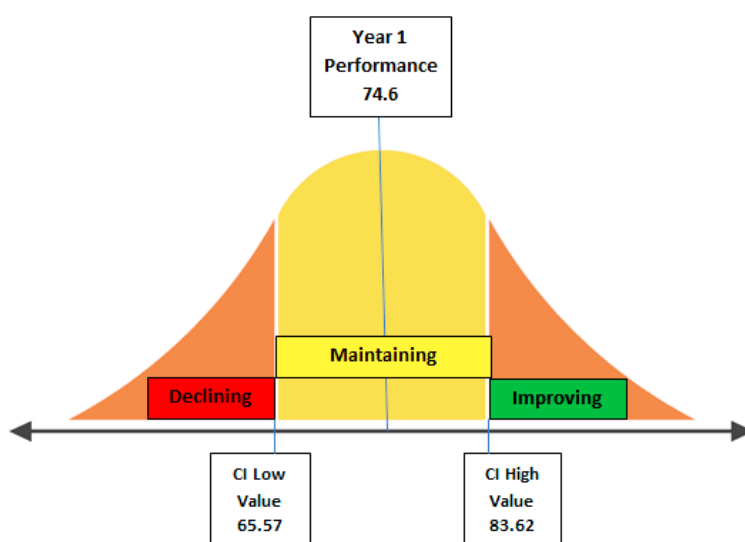 Year 1
Performance
74.6
Maintaining
Declining
Improving
CI Low
Value
65.57
CI High
Value
83.62